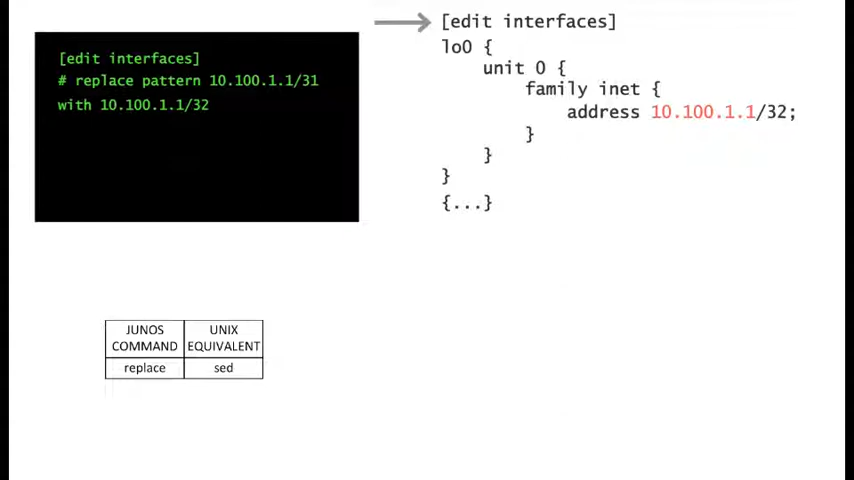 [edit interfaces]
# replace pattern 10.100.1.1/31
with 10.100.1.1/32
[edit interfaces]
lo0 {
unit 0 {
family inet {
address 10.100.1.1/32;
}
}
}
{...}
JUNOS COMMAND
UNIX EQUIVALENT
replace
sed